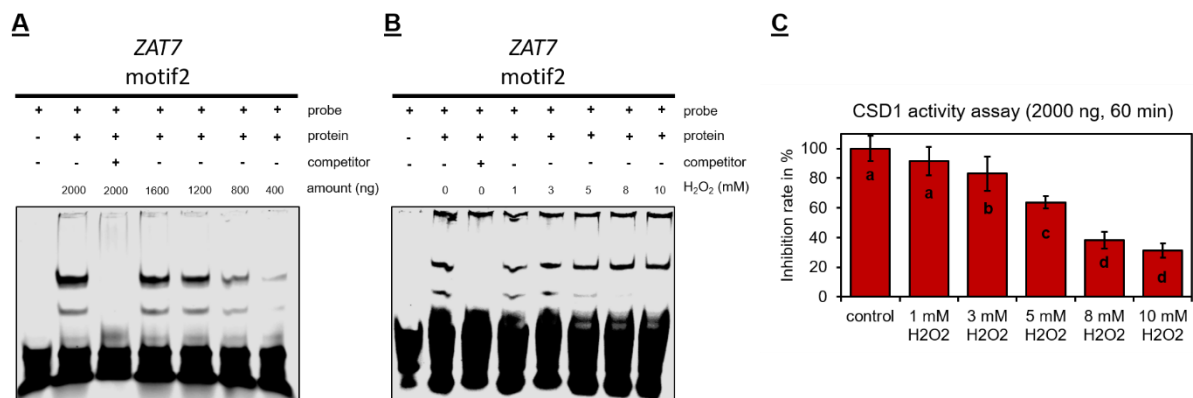 A
ZAT7
motif2
+ + + + + + + probe
- + + + + + + protein
- - + - - - - competitor
2000 2000 1600 1200 800 400 amount (ng)
B
ZAT7
motif2
+ + + + + + + + probe
- + + + + + + + protein
- - + - - - - - competitor
0 0 1 3 5 8 10 H₂O₂ (mM)
C
CSD1 activity assay (2000 ng, 60 min)
Inhibition rate in %
100
80
60
40
20
0
a a b c d d
control 1 mM 3 mM 5 mM 8 mM 10 mM
H2O2 H2O2 H2O2 H2O2 H2O2